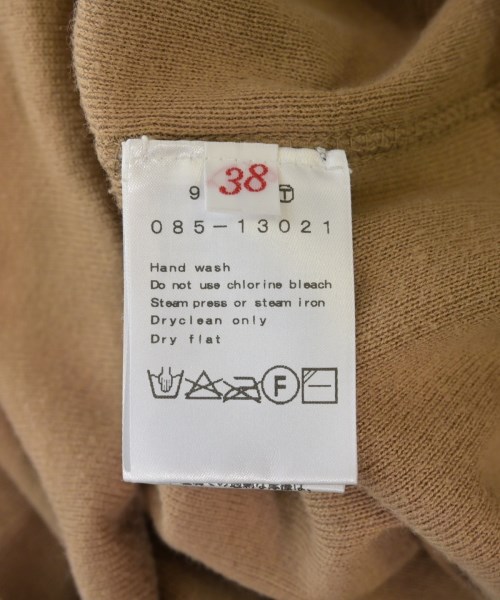 38
9 T
085-13021
Hand wash
Do not use chlorine bleach
Steam press or steam iron
Dryclean only
Dry flat
F